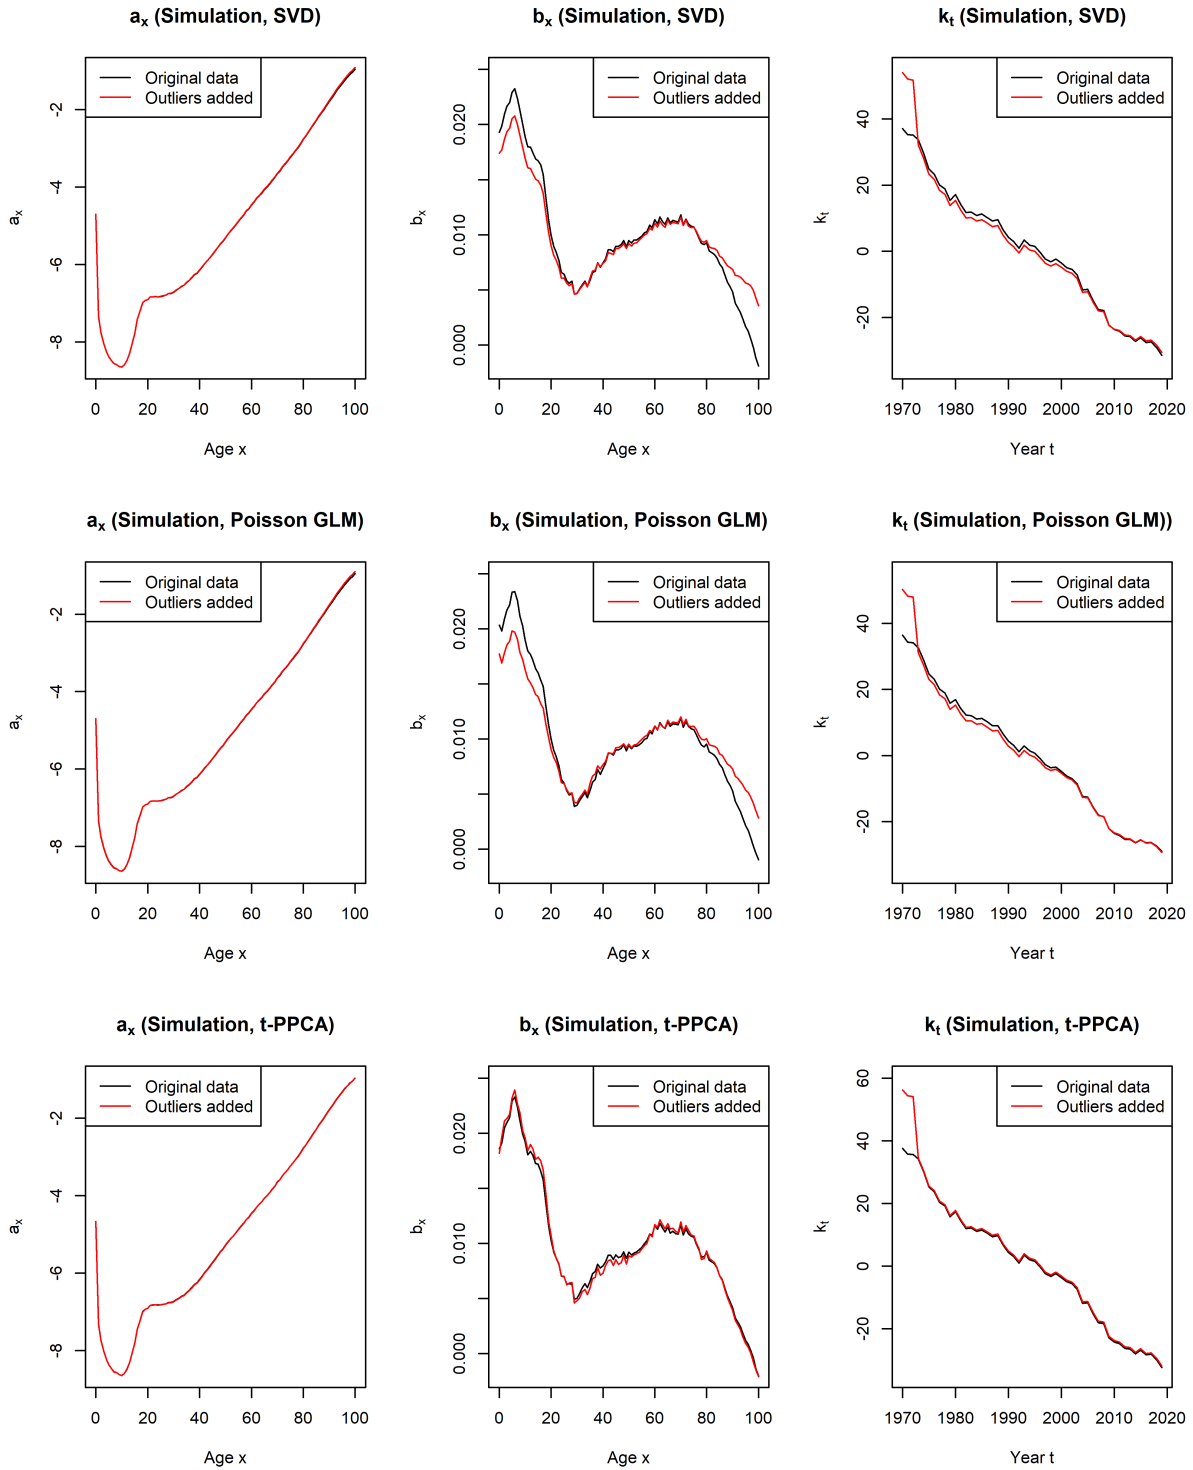 aₓ (Simulation, SVD)
Original data
Outliers added
-2
-4
-6
-8
aₓ
0 20 40 60 80 100
Age x
bₓ (Simulation, SVD)
Original data
Outliers added
0.020
0.010
0.000
bₓ
0 20 40 60 80 100
Age x
kₜ (Simulation, SVD)
Original data
Outliers added
40
20
0
-20
kₜ
1970 1980 1990 2000 2010 2020
Year t
aₓ (Simulation, Poisson GLM)
Original data
Outliers added
-2
-4
-6
-8
aₓ
0 20 40 60 80 100
Age x
bₓ (Simulation, Poisson GLM)
Original data
Outliers added
0.020
0.010
0.000
bₓ
0 20 40 60 80 100
Age x
kₜ (Simulation, Poisson GLM))
Original data
Outliers added
40
20
0
-20
kₜ
1970 1980 1990 2000 2010 2020
Year t
aₓ (Simulation, t-PPCA)
Original data
Outliers added
-2
-4
-6
-8
aₓ
0 20 40 60 80 100
Age x
bₓ (Simulation, t-PPCA)
Original data
Outliers added
0.020
0.010
0.000
bₓ
0 20 40 60 80 100
Age x
kₜ (Simulation, t-PPCA)
Original data
Outliers added
60
40
20
0
-20
kₜ
1970 1980 1990 2000 2010 2020
Year t